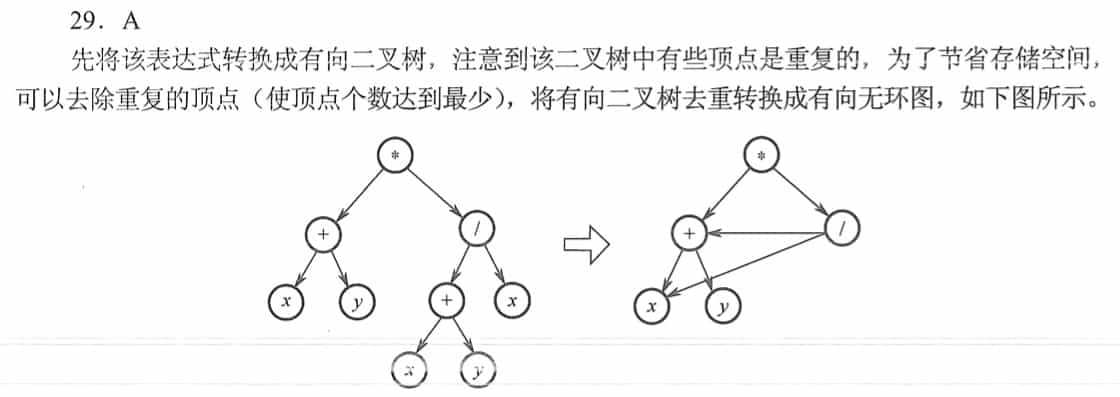 29. A
先将该表达式转换成有向二叉树，注意到该二叉树中有些顶点是重复的，为了节省存储空间，
可以去除重复的顶点（使顶点个数达到最少），将有向二叉树去重转换成有向无环图，如下图所示。
* *
+ / + /
x y + x x y
x y